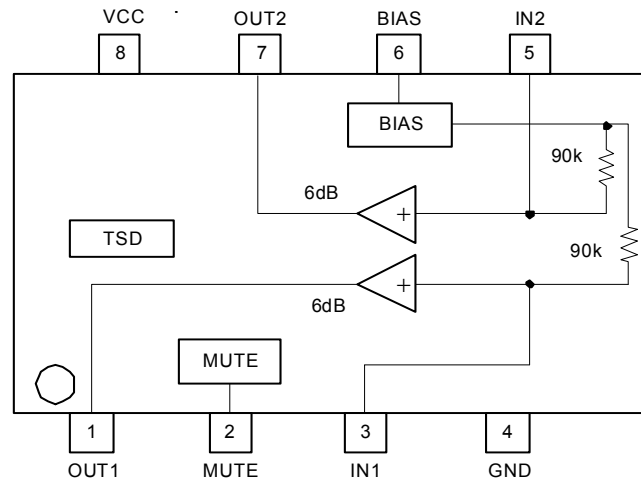 VCC OUT2 BIAS IN2
8 7 6 5
BIAS
90k
6dB +
TSD
90k
+
6dB
MUTE
1 2 3 4
OUT1 MUTE IN1 GND